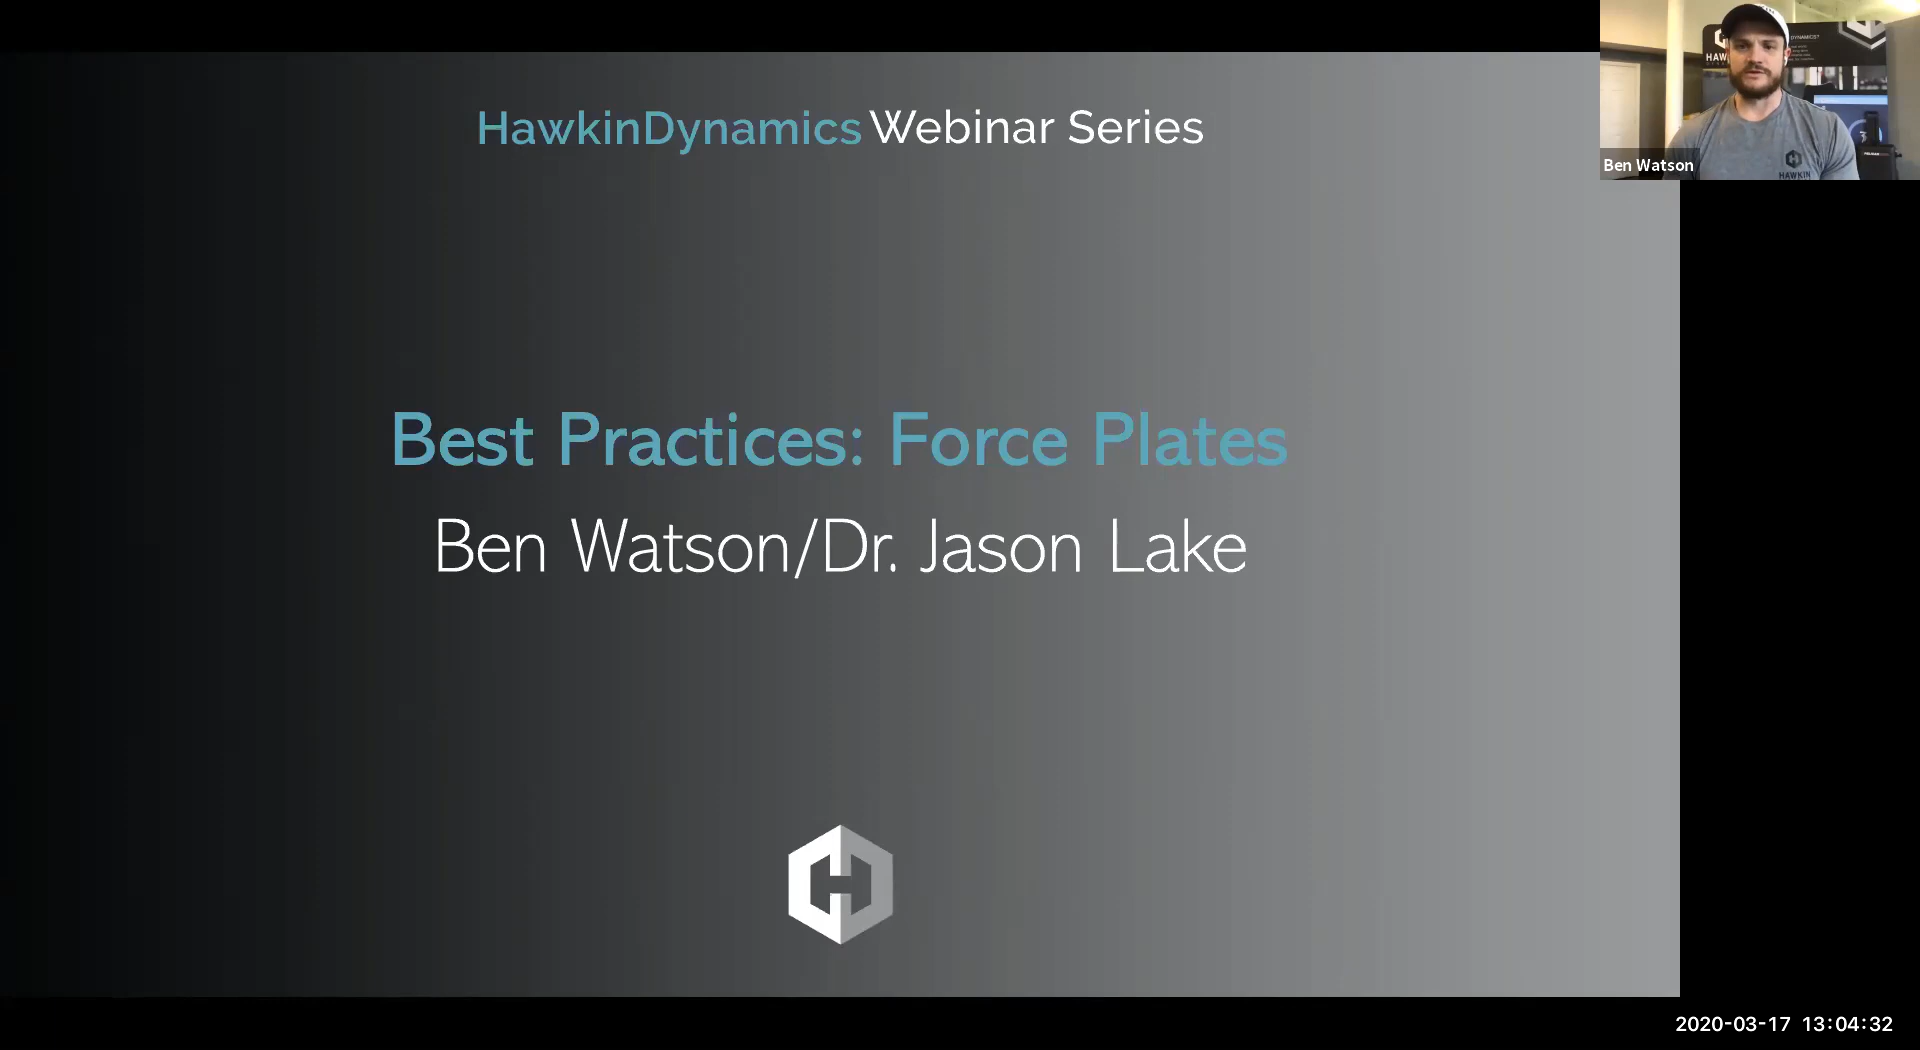 HawkinDynamics Webinar Series
Best Practices: Force Plates
Ben Watson/Dr. Jason Lake
Ben Watson
HAWKIN
2020-03-17 13:04:32